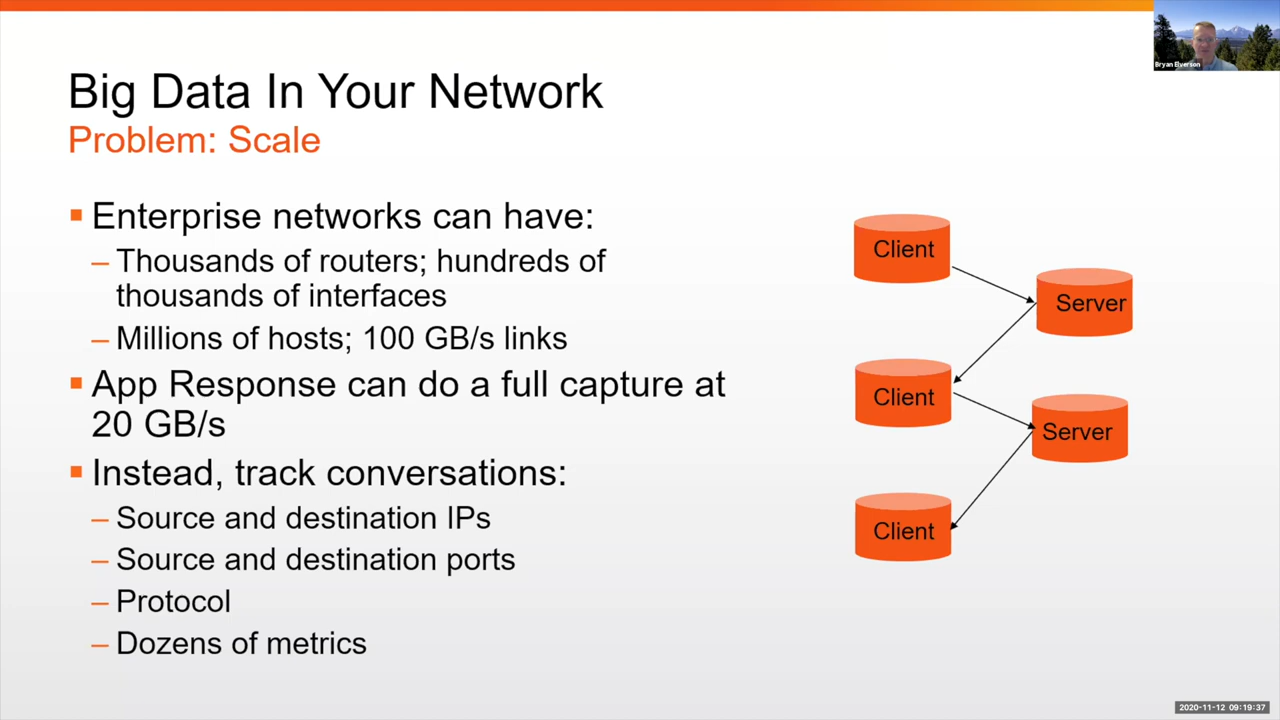 Bryan Elverson
Big Data In Your Network
Problem: Scale
Enterprise networks can have:
– Thousands of routers; hundreds of
thousands of interfaces
– Millions of hosts; 100 GB/s links
App Response can do a full capture at
20 GB/s
Instead, track conversations:
– Source and destination IPs
– Source and destination ports
– Protocol
– Dozens of metrics
Client
Server
Client
Server
Client
2020-11-12 09:19:37